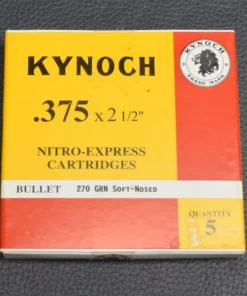 KYNOCH
KYNOCH
TRADE MARK
.375 x 2 1/2"
NITRO-EXPRESS
CARTRIDGES
BULLET 270 GRN SOFT-NOSED
QUANTITY
5